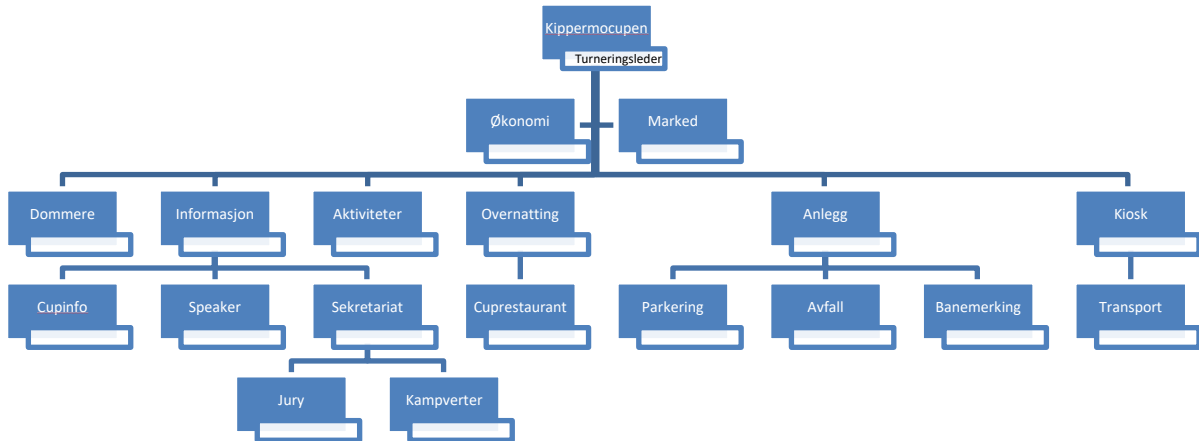 Kippermocupen
Turneringsleder
Økonomi
Marked
Dommere
Informasjon
Aktiviteter
Overnatting
Anlegg
Kiosk
Cupinfo
Speaker
Sekretariat
Cuprestaurant
Parkering
Avfall
Banemerking
Transport
Jury
Kampverter